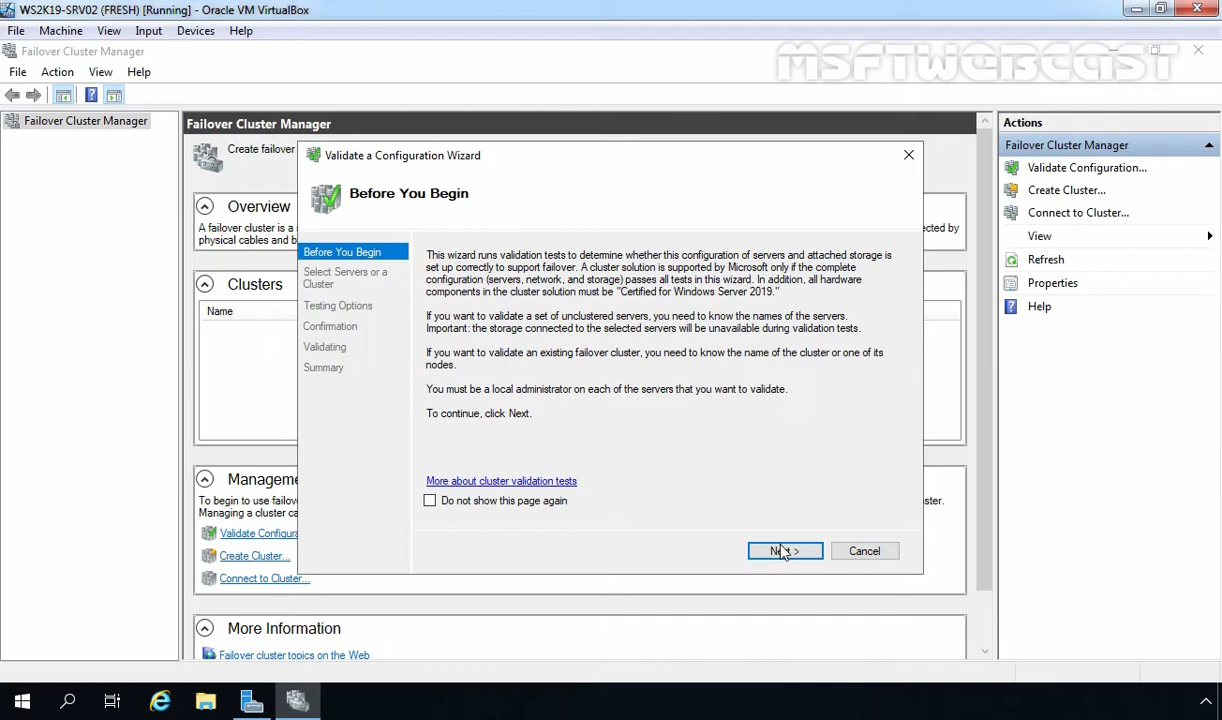 WS2K19-SRV02 (FRESH) [Running] - Oracle VM VirtualBox
File Machine View Input Devices Help
Failover Cluster Manager
MSFTWEBCAST
File Action View Help
Failover Cluster Manager
Failover Cluster Manager
Create failover
Overview
A failover cluster is a
physical cables and b
ected by
Clusters
Name
Management
To begin to use failov
Managing a cluster ca
ster.
Validate Configura
Create Cluster...
Connect to Cluster...
More Information
Failover cluster topics on the Web
Validate a Configuration Wizard
Before You Begin
Before You Begin
Select Servers or a
Cluster
Testing Options
Confirmation
Validating
Summary
This wizard runs validation tests to determine whether this configuration of servers and attached storage is
set up correctly to support failover. A cluster solution is supported by Microsoft only if the complete
configuration (servers, network, and storage) passes all tests in this wizard. In addition, all hardware
components in the cluster solution must be "Certified for Windows Server 2019."
If you want to validate a set of unclustered servers, you need to know the names of the servers.
Important: the storage connected to the selected servers will be unavailable during validation tests.
If you want to validate an existing failover cluster, you need to know the name of the cluster or one of its
nodes.
You must be a local administrator on each of the servers that you want to validate.
To continue, click Next.
More about cluster validation tests
Do not show this page again
Next >
Cancel
Actions
Failover Cluster Manager
Validate Configuration...
Create Cluster...
Connect to Cluster...
View
Refresh
Properties
Help